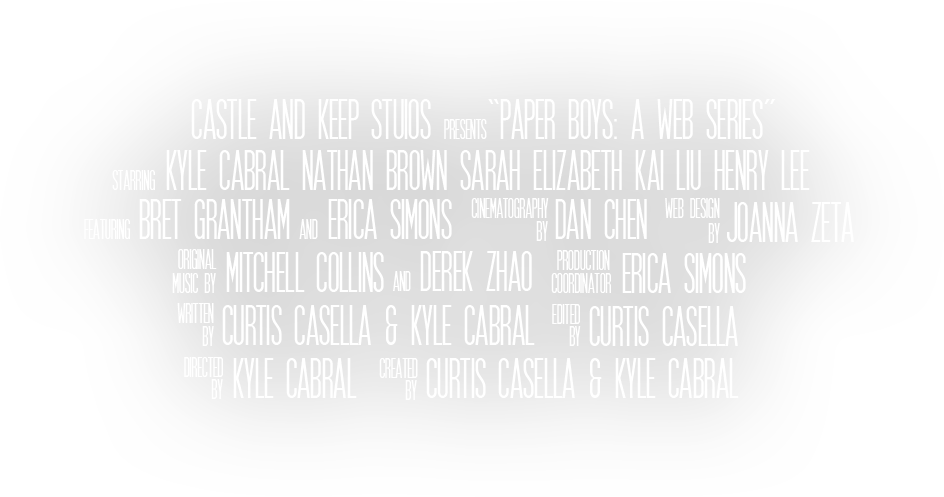 CASTLE AND KEEP STUIOS PRESENTS "PAPER BOYS: A WEB SERIES"
STARRING KYLE CABRAL NATHAN BROWN SARAH ELIZABETH KAI LIU HENRY LEE
FEATURING BRET GRANTHAM AND ERICA SIMONS CINEMATOGRAPHY BY DAN CHEN WEB DESIGN BY JOANNA ZETA
ORIGINAL MUSIC BY MITCHELL COLLINS AND DEREK ZHAO PRODUCTION COORDINATOR ERICA SIMONS
WRITTEN BY CURTIS CASELLA & KYLE CABRAL EDITED BY CURTIS CASELLA
DIRECTED BY KYLE CABRAL CREATED BY CURTIS CASELLA & KYLE CABRAL